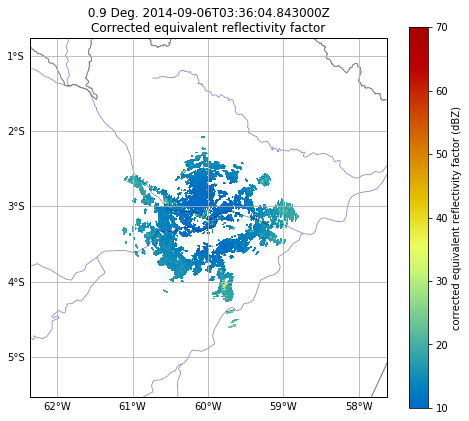 0.9 Deg. 2014-09-06T03:36:04.843000Z
Corrected equivalent reflectivity factor
1°S
2°S
3°S
4°S
5°S
62°W
61°W
60°W
59°W
58°W
70
60
50
40
30
20
10
corrected equivalent reflectivity factor (dBZ)